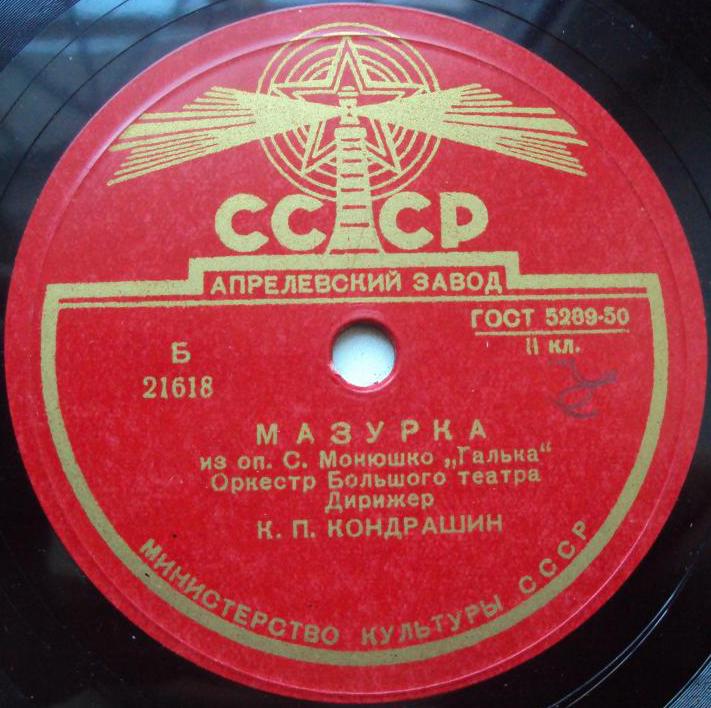 СССР
АПРЕЛЕВСКИЙ ЗАВОД
ГОСТ 5289-50
II кл.
Б
21618
МАЗУРКА
из оп. С. Монюшко „Галька“
Оркестр Большого театра
Дирижер
К. П. КОНДРАШИН
МИНИСТЕРСТВО КУЛЬТУРЫ СССР